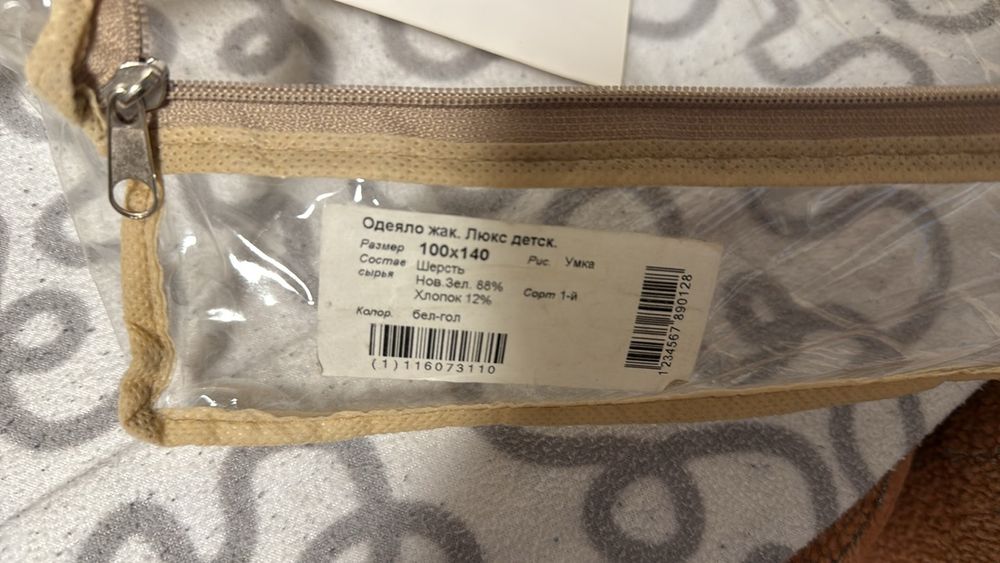 Одеяло жак. Люкс детск.
Размер 100х140 Рис. Умка
Состав сырья Шерсть
Нов.Зел. 88%
Хлопок 12% Сорт 1-й
Колор. бел-гол
(1)116073110
1234567890128